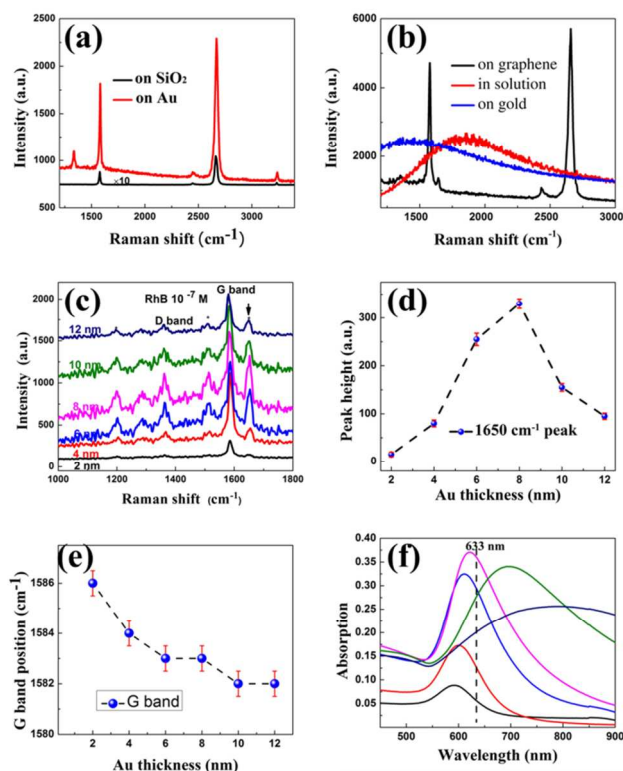 (a)
on SiO2
on Au
×10
Intensity (a.u.)
2500
2000
1500
1000
500
1500 2000 2500 3000
Raman shift (cm-1)
(b)
on graphene
in solution
on gold
Intensity (a.u.)
6000
4000
2000
1500 2000 2500 3000
Raman shift (cm-1)
(c)
RhB 10 -7 M
G band
D band
*
12 nm
10 nm
8 nm
4 nm
2 nm
Intensity (a.u.)
2000
1500
1000
500
0
1000 1200 1400 1600 1800
Raman shift (cm-1)
(d)
1650 cm-1 peak
Peak height (a.u.)
300
200
100
0
2 4 6 8 10 12
Au thickness (nm)
(e)
G band
G band position (cm-1)
1586
1584
1582
1580
2 4 6 8 10 12
Au thickness (nm)
(f)
633 nm
Absorption
0.40
0.35
0.30
0.25
0.20
0.15
0.10
0.05
500 600 700 800 900
Wavelength (nm)